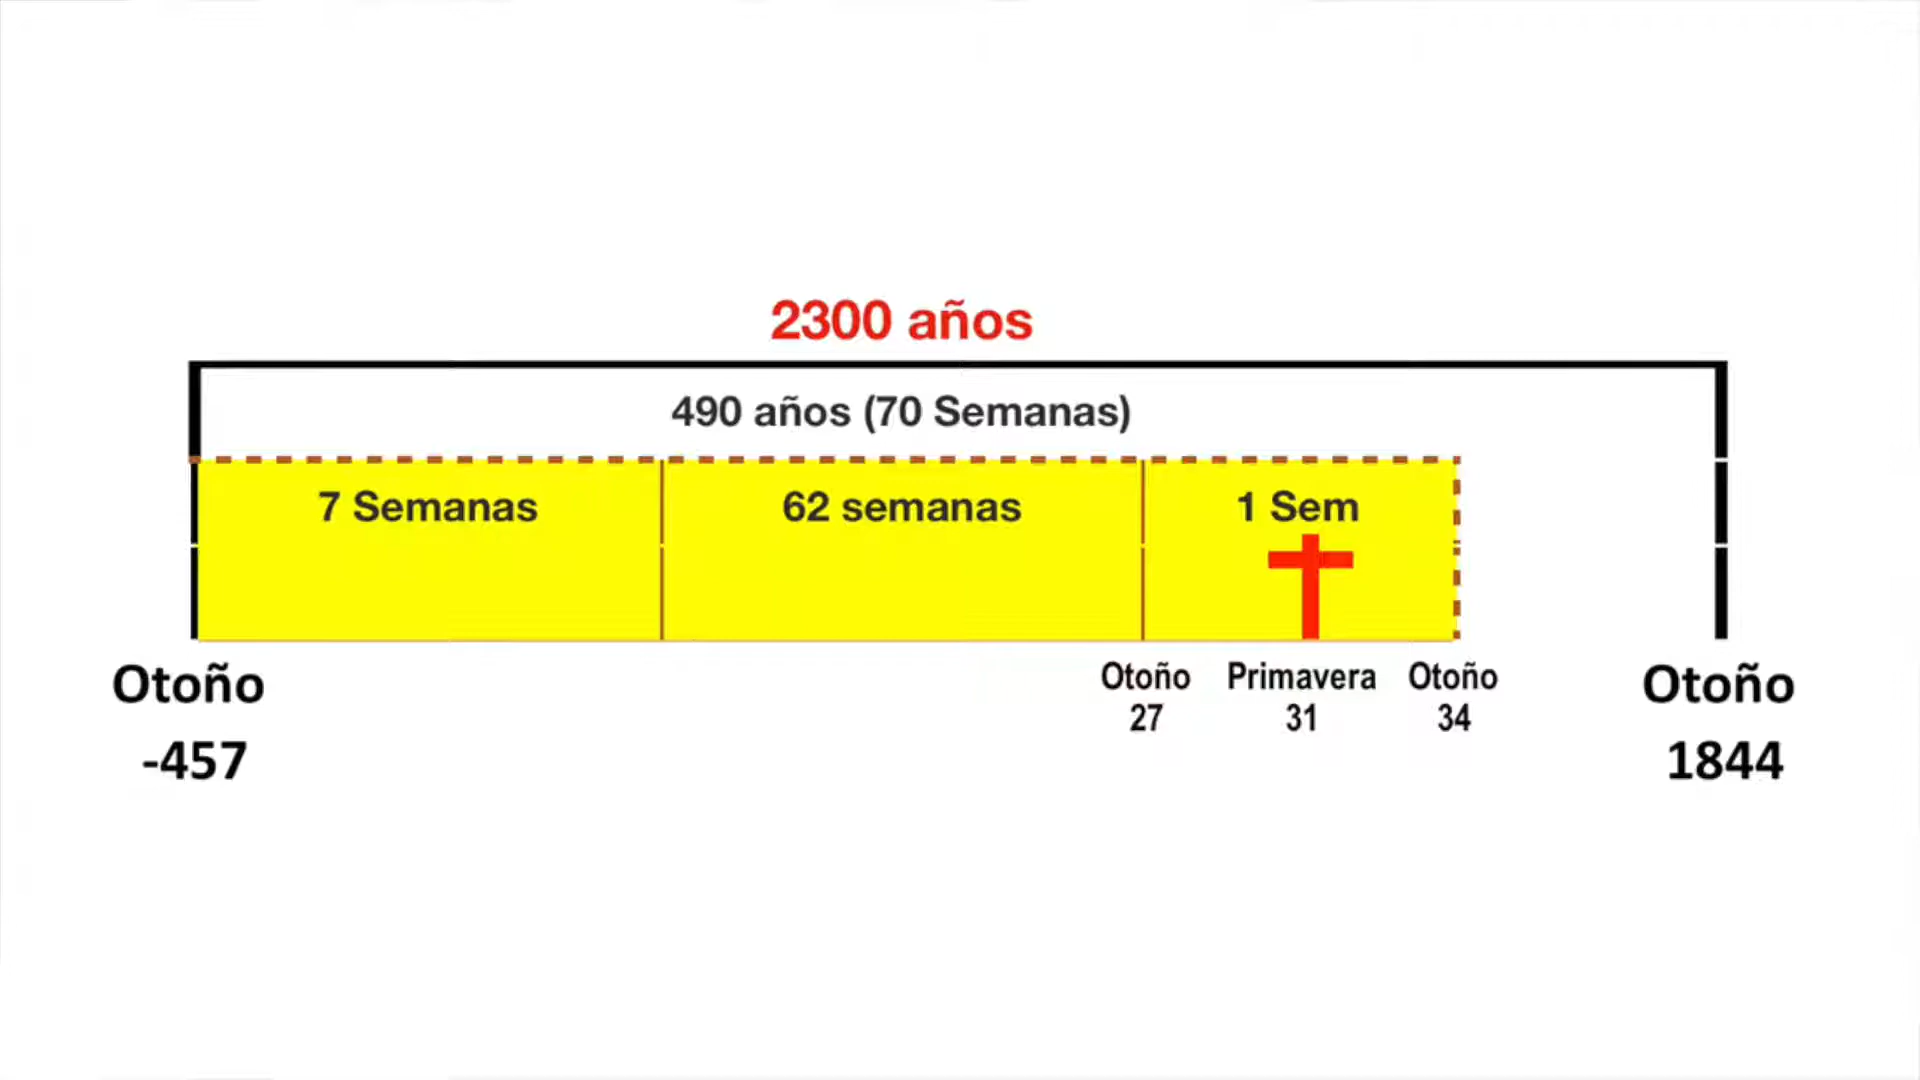 2300 años
490 años (70 Semanas)
7 Semanas
62 semanas
1 Sem
Otoño
-457
Otoño
27
Primavera
31
Otoño
34
Otoño
1844